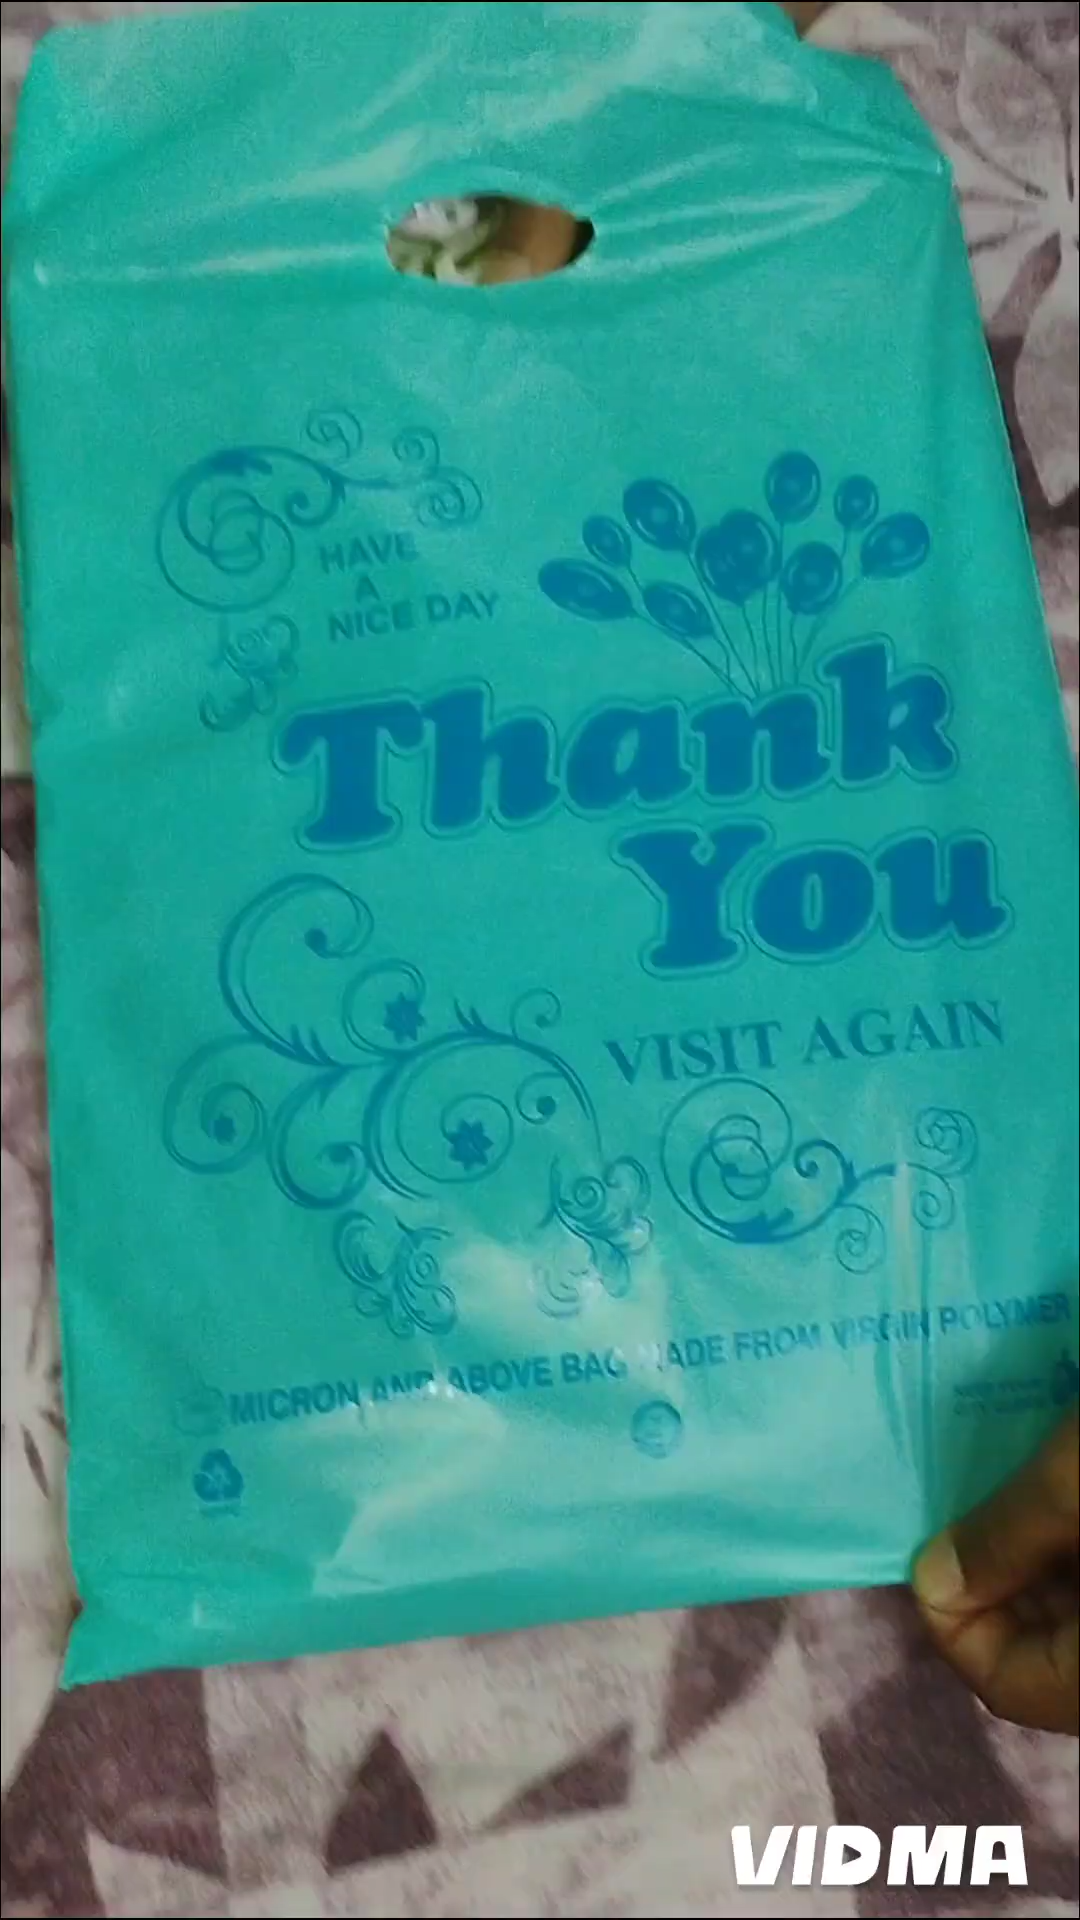 HAVE
A
NICE DAY
Thank
You
VISIT AGAIN
MICRON AND ABOVE BAG MADE FROM VIRGIN POLYMER
VIDMA